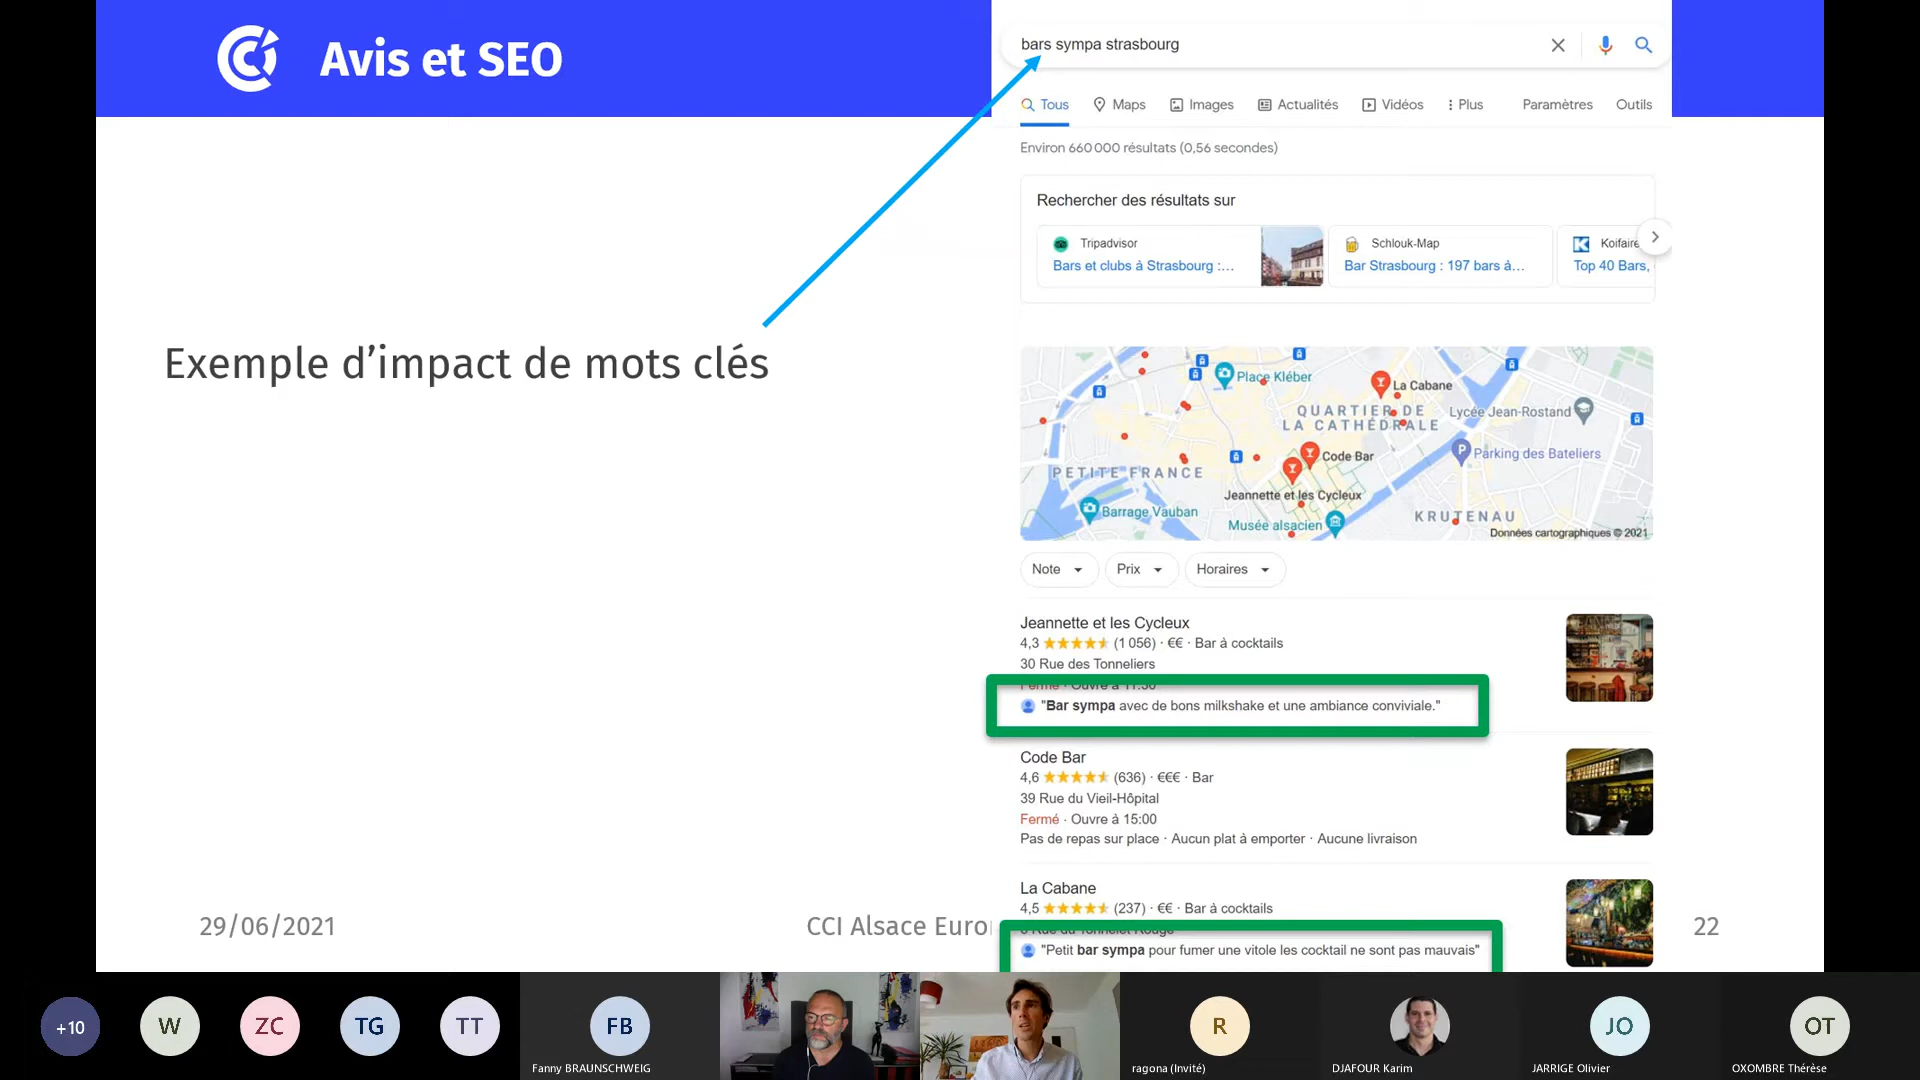 Avis et SEO
bars sympa strasbourg
Tous
Maps
Images
Actualités
Vidéos
Plus
Paramètres
Outils
Environ 660 000 résultats (0,56 secondes)
Rechercher des résultats sur
Tripadvisor
Bars et clubs à Strasbourg :...
Schlouk-Map
Bar Strasbourg : 197 bars à...
Koifaire
Top 40 Bars,
Exemple d’impact de mots clés
Place Kléber
La Cabane
QUARTIER DE
LA CATHÉDRALE
Lycée Jean-Rostand
Code Bar
Parking des Bateliers
PETITE FRANCE
Jeannette et les Cycleux
Barrage Vauban
Musée alsacien
KRUTENAU
Données cartographiques © 2021
Note
Prix
Horaires
Jeannette et les Cycleux
4,3 (1 056) · €€ · Bar à cocktails
30 Rue des Tonneliers
Fermé · Ouvre à 11:30
"Bar sympa avec de bons milkshake et une ambiance conviviale."
Code Bar
4,6 (636) · €€€ · Bar
39 Rue du Vieil-Hôpital
Fermé · Ouvre à 15:00
Pas de repas sur place · Aucun plat à emporter · Aucune livraison
La Cabane
4,5 (237) · €€ · Bar à cocktails
Rue du Tonnelet Rouge
"Petit bar sympa pour fumer une vitole les cocktail ne sont pas mauvais"
29/06/2021
CCI Alsace Euro
22
+10
W
ZC
TG
TT
FB
Fanny BRAUNSCHWEIG
R
ragona (Invité)
DJAFOUR Karim
JO
JARRIGE Olivier
OT
OXOMBRE Thérèse